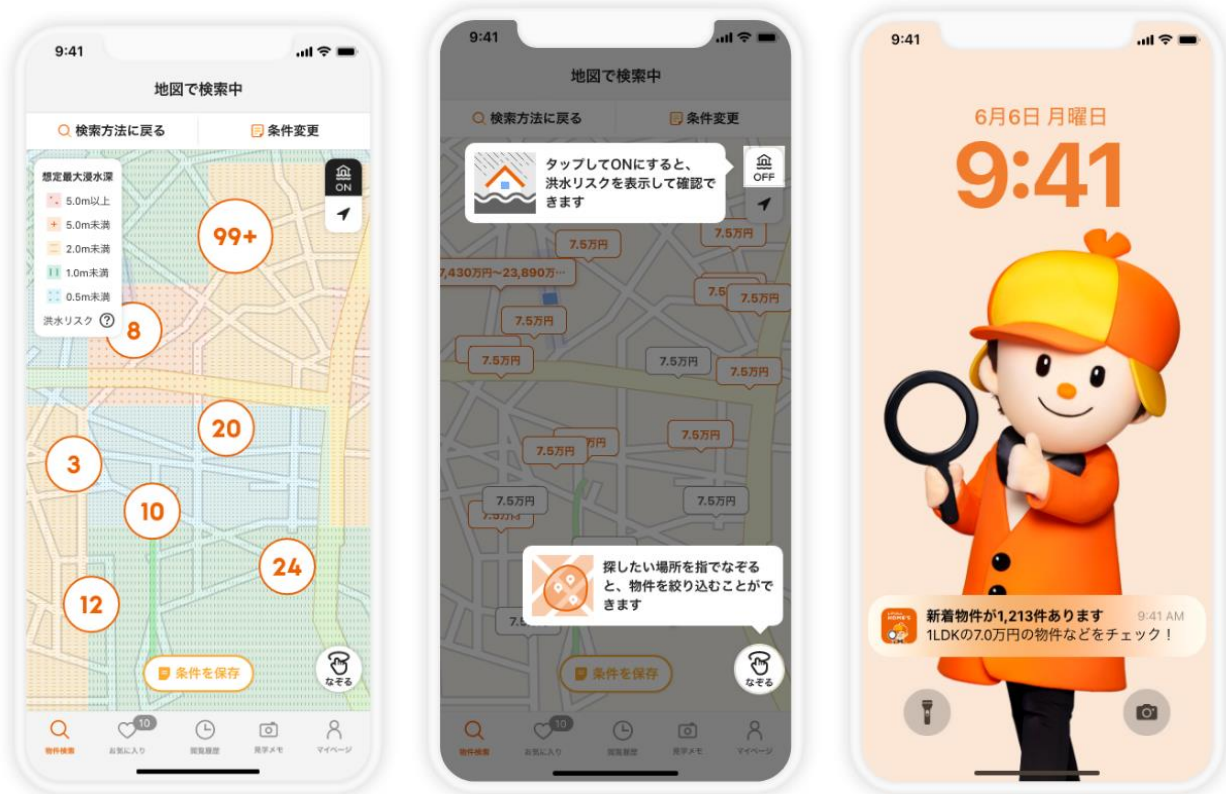 9:41
地図で検索中
検索方法に戻る
条件変更
想定最大浸水深
5.0m以上
5.0m未満
2.0m未満
1.0m未満
0.5m未満
洪水リスク ?
ON
99+
8
20
3
10
24
12
条件を保存
なぞる
10
物件検索
お気に入り
閲覧履歴
見学メモ
マイページ
9:41
地図で検索中
検索方法に戻る
条件変更
タップしてONにすると、
洪水リスクを表示して確認で
きます
OFF
7.5万円
7.5万円
7,430万円〜23,890万…
7.5
7.5万円
7.5万円
7.5万円
7.5万円
7.5万円
7.5万円
万円
7.5万円
7.5万円
7.5万円
7.5万円
探したい場所を指でなぞる
と、物件を絞り込むことがで
きます
7.5
条件を保存
なぞる
10
物件検索
お気に入り
閲覧履歴
見学メモ
マイページ
9:41
6月6日 月曜日
9:41
HOME'S
新着物件が1,213件あります
9:41 AM
1LDKの7.0万円の物件などをチェック！